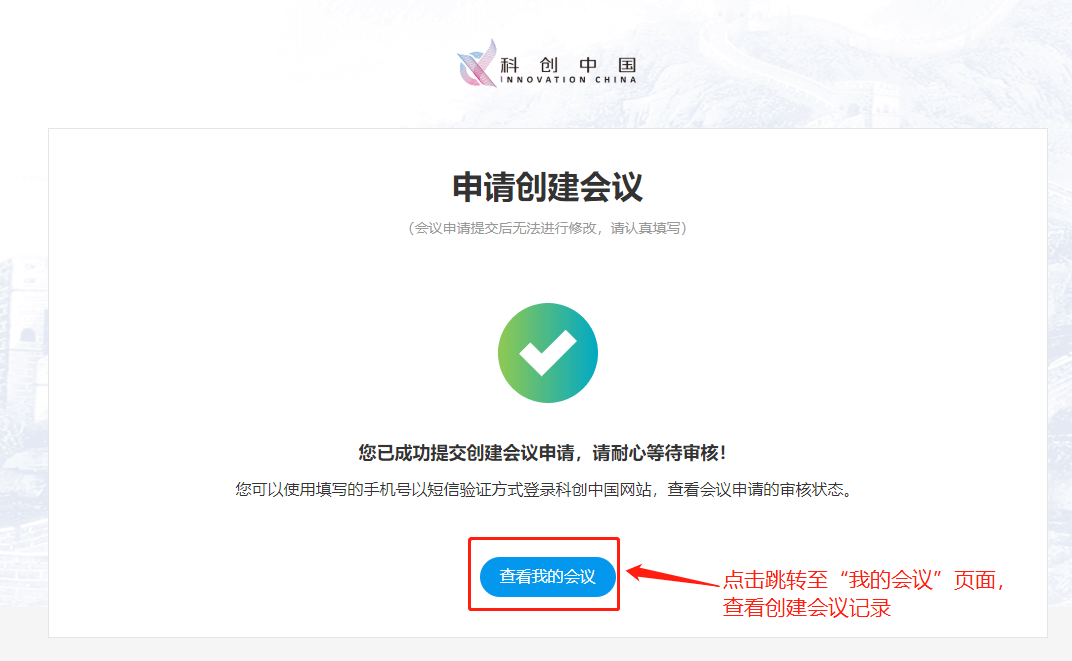 科创中国
INNOVATION CHINA
申请创建会议
（会议申请提交后无法进行修改，请认真填写）
您已成功提交创建会议申请，请耐心等待审核！
您可以使用填写的手机号以短信验证方式登录科创中国网站，查看会议申请的审核状态。
查看我的会议
点击跳转至“我的会议”页面，
查看创建会议记录